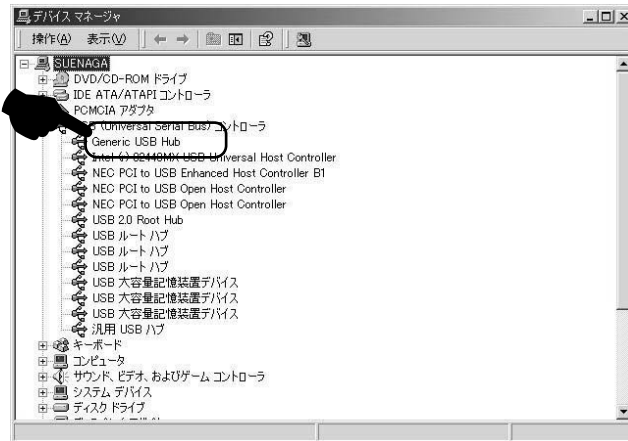 デバイス マネージャ
操作(A) 表示(V)
SUENAGA
DVD/CD-ROM ドライブ
IDE ATA/ATAPI コントローラ
PCMCIA アダプタ
(Universal Serial Bus) コントローラ
Generic USB Hub
Intel (r) 82440MX USB Universal Host Controller
NEC PCI to USB Enhanced Host Controller B1
NEC PCI to USB Open Host Controller
NEC PCI to USB Open Host Controller
USB 2.0 Root Hub
USB ルート ハブ
USB ルート ハブ
USB ルート ハブ
USB 大容量記憶装置デバイス
USB 大容量記憶装置デバイス
USB 大容量記憶装置デバイス
汎用 USB ハブ
キーボード
コンピュータ
サウンド、ビデオ、およびゲーム コントローラ
システム デバイス
ディスク ドライブ